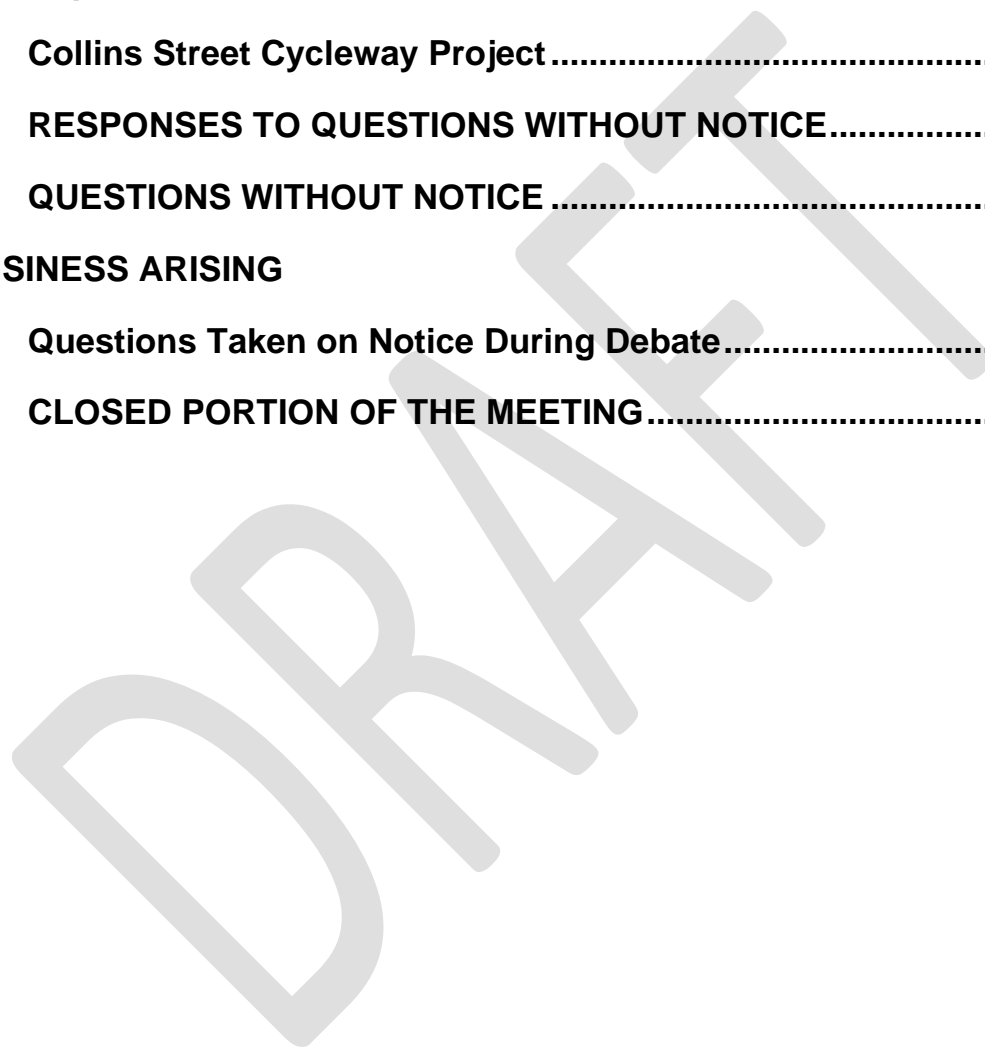 Collins Street Cycleway Project................................................
RESPONSES TO QUESTIONS WITHOUT NOTICE.................
QUESTIONS WITHOUT NOTICE ..............................................
SINESS ARISING
Questions Taken on Notice During Debate............................
CLOSED PORTION OF THE MEETING....................................
DRAFT